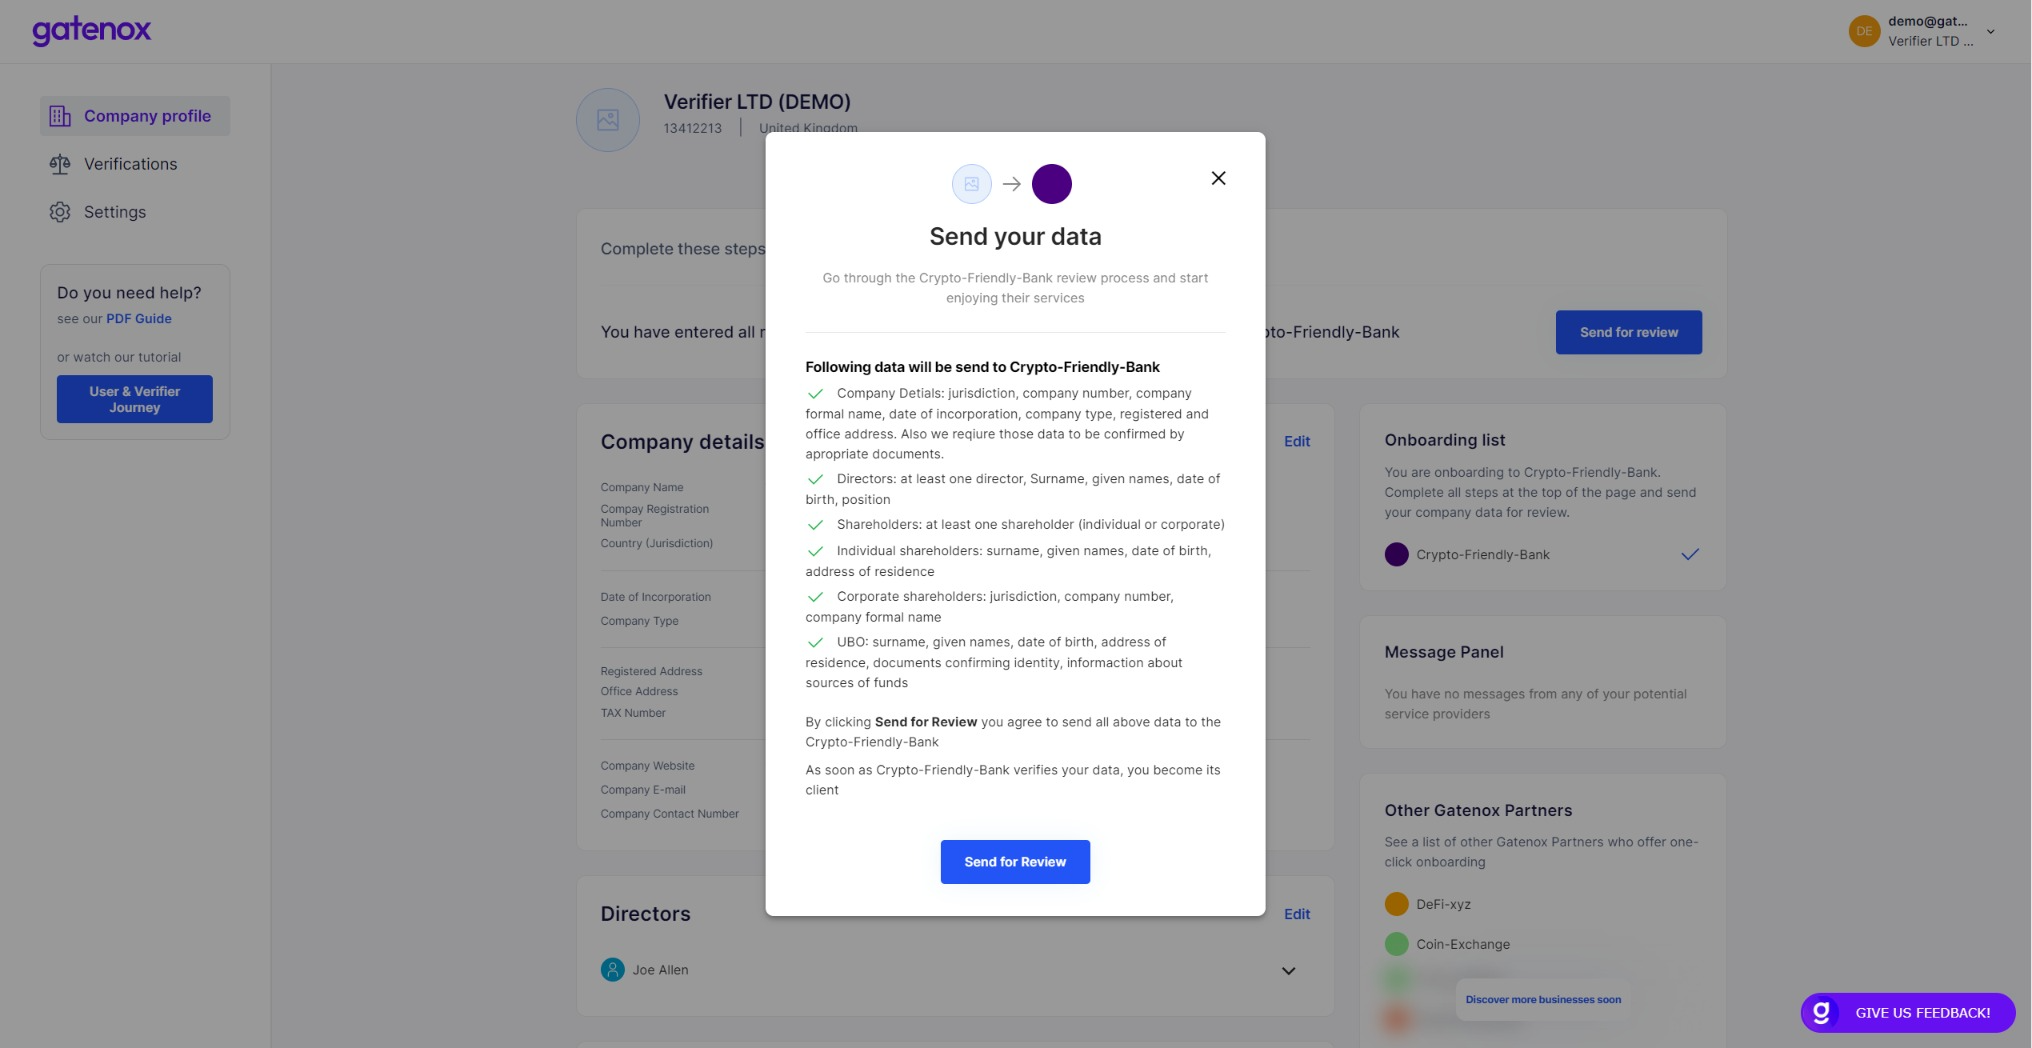 gatenox
DE
demo@gat...
Verifier LTD ...
Company profile
Verifications
Settings
Do you need help?
see our PDF Guide
or watch our tutorial
User & Verifier
Journey
Verifier LTD (DEMO)
13412213
United Kingdom
Complete these steps
You have entered all
to-Friendly-Bank
Send for review
Send your data
Go through the Crypto-Friendly-Bank review process and start
enjoying their services
Following data will be send to Crypto-Friendly-Bank
Company Detials: jurisdiction, company number, company
formal name, date of incorporation, company type, registered and
office address. Also we reqiure those data to be confirmed by
apropriate documents.
Directors: at least one director, Surname, given names, date of
birth, position
Shareholders: at least one shareholder (individual or corporate)
Individual shareholders: surname, given names, date of birth,
address of residence
Corporate shareholders: jurisdiction, company number,
company formal name
UBO: surname, given names, date of birth, address of
residence, documents confirming identity, informaction about
sources of funds
By clicking Send for Review you agree to send all above data to the
Crypto-Friendly-Bank
As soon as Crypto-Friendly-Bank verifies your data, you become its
client
Send for Review
Company details
Edit
Company Name
Compay Registration
Number
Country (Jurisdiction)
Date of Incorporation
Company Type
Registered Address
Office Address
TAX Number
Company Website
Company E-mail
Company Contact Number
Directors
Edit
Joe Allen
Onboarding list
You are onboarding to Crypto-Friendly-Bank.
Complete all steps at the top of the page and send
your company data for review.
Crypto-Friendly-Bank
Message Panel
You have no messages from any of your potential
service providers
Other Gatenox Partners
See a list of other Gatenox Partners who offer one-
click onboarding
DeFi-xyz
Coin-Exchange
Discover more businesses soon
g
GIVE US FEEDBACK!